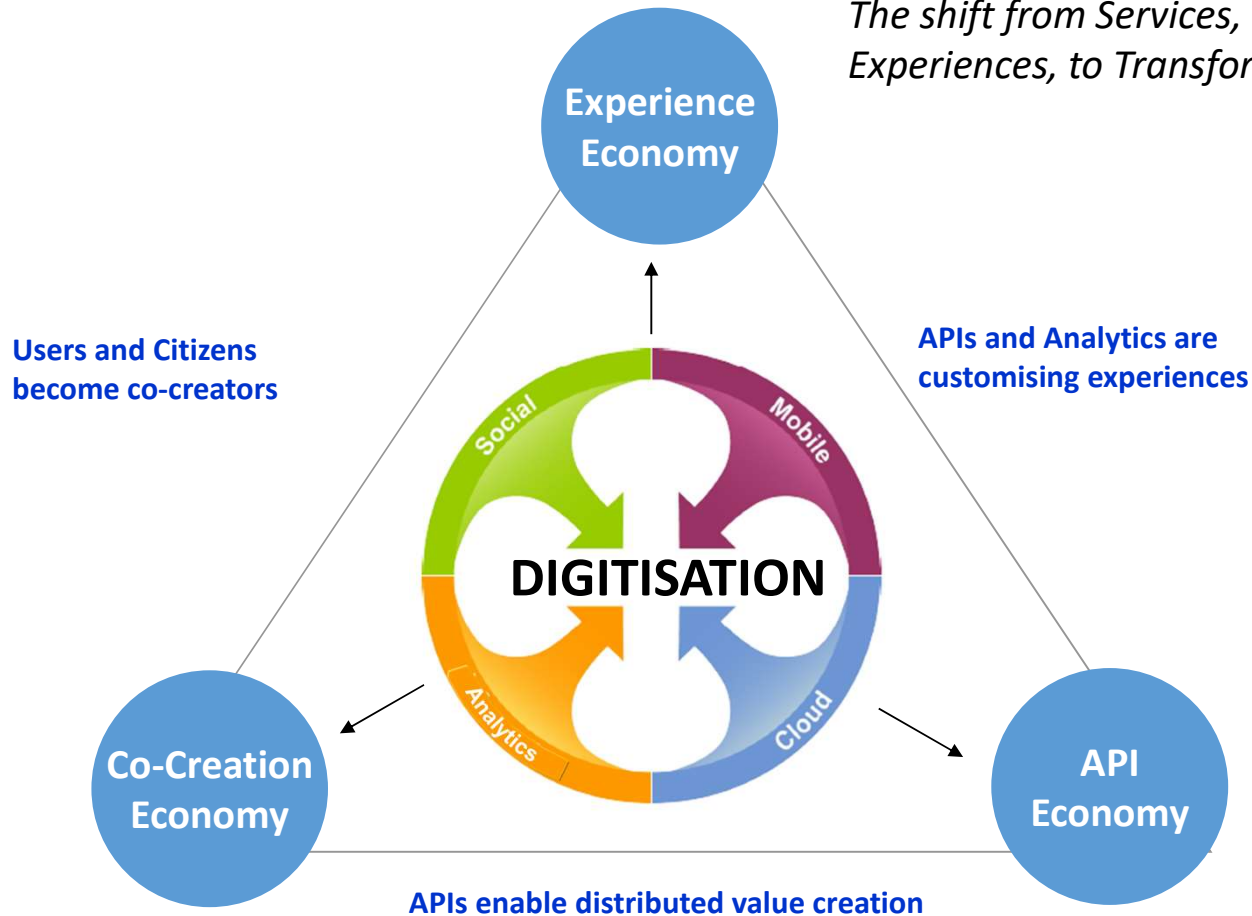 The shift from Services,
Experiences, to
Experience
Economy
Users and Citizens
become co-creators
APIs and Analytics are
customising experiences
Social
Mobile
DIGITISATION
Analytics
Cloud
Co-Creation
Economy
API
Economy
APIs enable distributed value creation